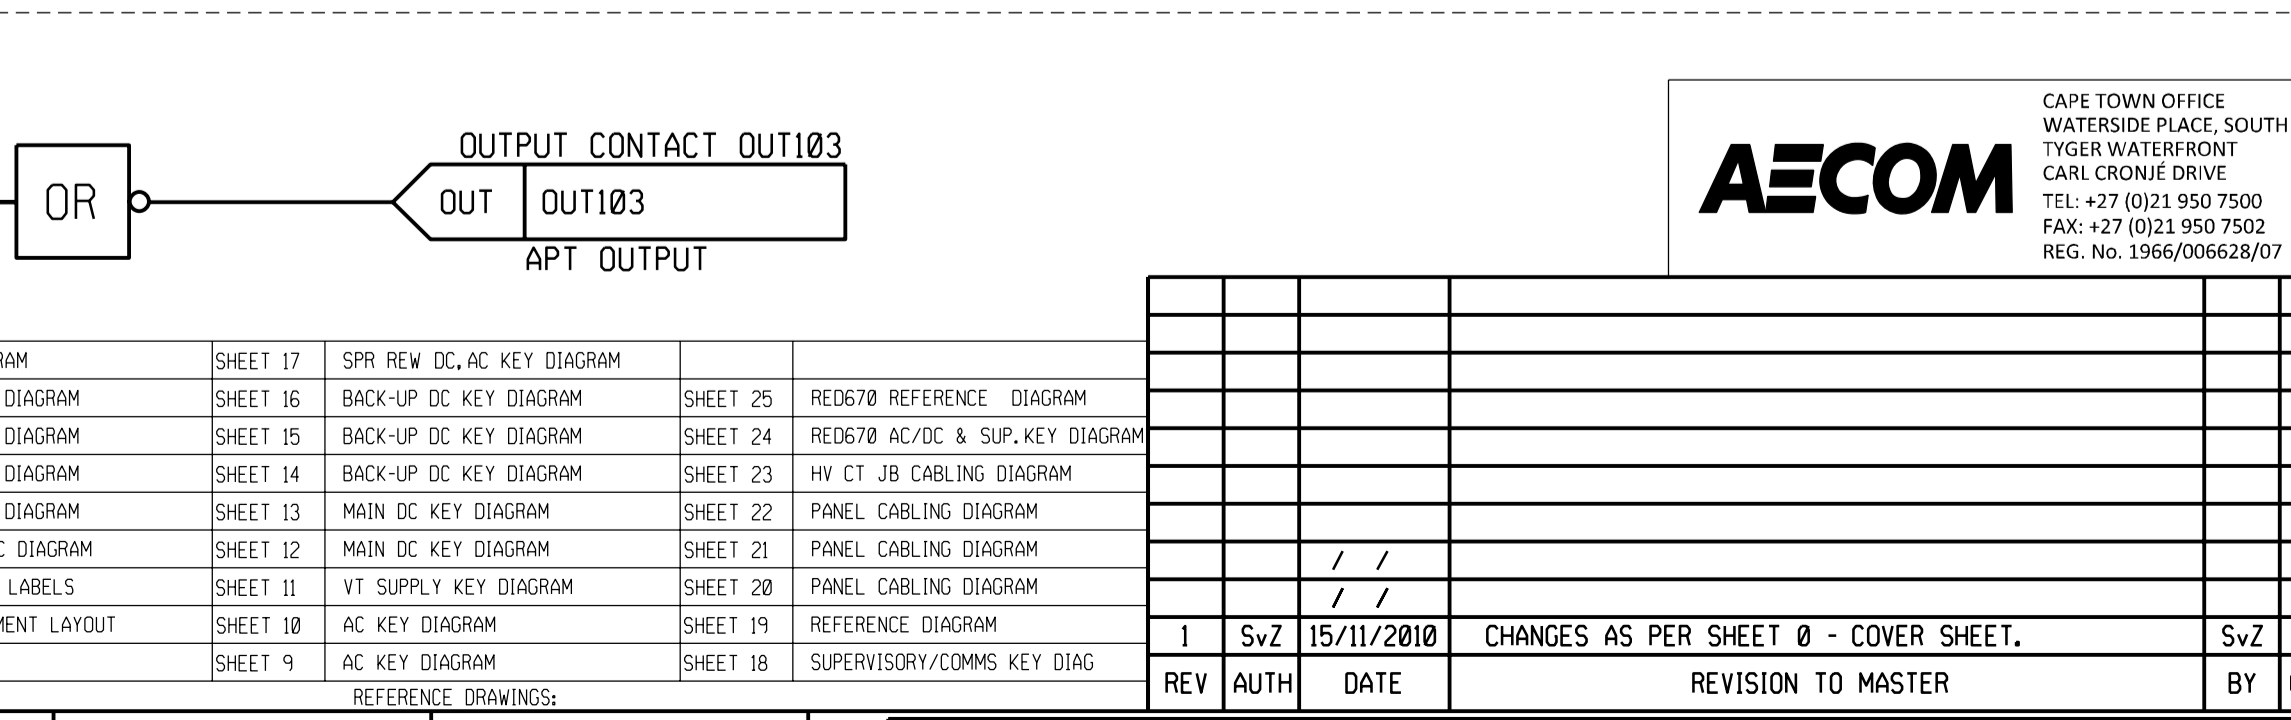 OUTPUT CONTACT OUT103
OR
OUT OUT103
APT OUTPUT
AECOM
CAPE TOWN OFFICE
WATERSIDE PLACE, SOUTH
TYGER WATERFRONT
CARL CRONJÉ DRIVE
TEL: +27 (0)21 950 7500
FAX: +27 (0)21 950 7502
REG. No. 1966/006628/07
SHEET 17 SPR REW DC, AC KEY DIAGRAM
DIAGRAM SHEET 16 BACK-UP DC KEY DIAGRAM SHEET 25 RED670 REFERENCE DIAGRAM
DIAGRAM SHEET 15 BACK-UP DC KEY DIAGRAM SHEET 24 RED670 AC/DC & SUP.KEY DIAGRAM
DIAGRAM SHEET 14 BACK-UP DC KEY DIAGRAM SHEET 23 HV CT JB CABLING DIAGRAM
DIAGRAM SHEET 13 MAIN DC KEY DIAGRAM SHEET 22 PANEL CABLING DIAGRAM
DIAGRAM SHEET 12 MAIN DC KEY DIAGRAM SHEET 21 PANEL CABLING DIAGRAM
LABELS SHEET 11 VT SUPPLY KEY DIAGRAM SHEET 20 PANEL CABLING DIAGRAM
LAYOUT SHEET 10 AC KEY DIAGRAM SHEET 19 REFERENCE DIAGRAM
SHEET 9 AC KEY DIAGRAM SHEET 18 SUPERVISORY/COMMS KEY DIAG
REFERENCE DRAWINGS:
/ /
/ /
1 SvZ 15/11/2010 CHANGES AS PER SHEET 0 - COVER SHEET. SvZ
REV AUTH DATE REVISION TO MASTER BY